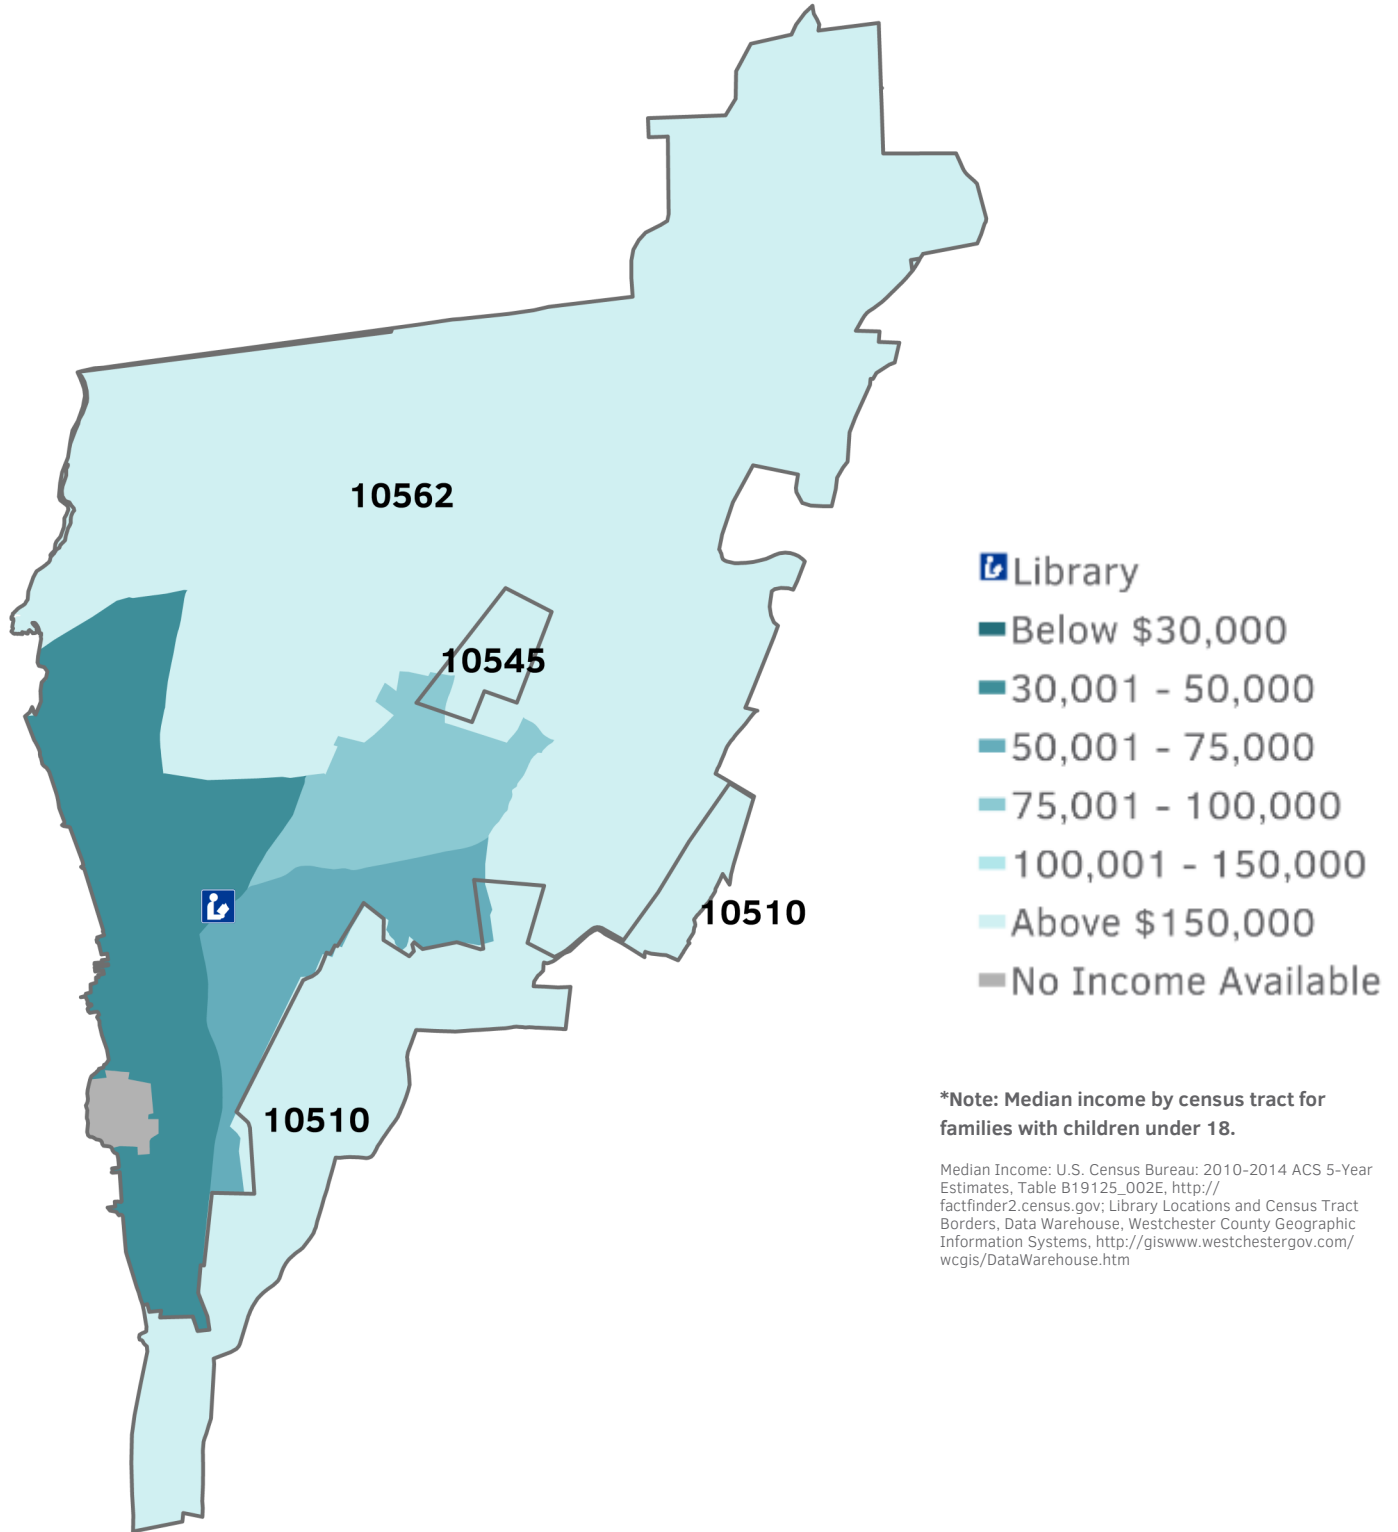 10562
10545
10510
10510
Library
Below $30,000
30,001 - 50,000
50,001 - 75,000
75,001 - 100,000
100,001 - 150,000
Above $150,000
No Income Available
*Note: Median income by census tract for
families with children under 18.
Median Income: U.S. Census Bureau: 2010-2014 ACS 5-Year
Estimates, Table B19125_002E, http://
factfinder2.census.gov; Library Locations and Census Tract
Borders, Data Warehouse, Westchester County Geographic
Information Systems, http://giswww.westchestergov.com/
wcgis/DataWarehouse.htm